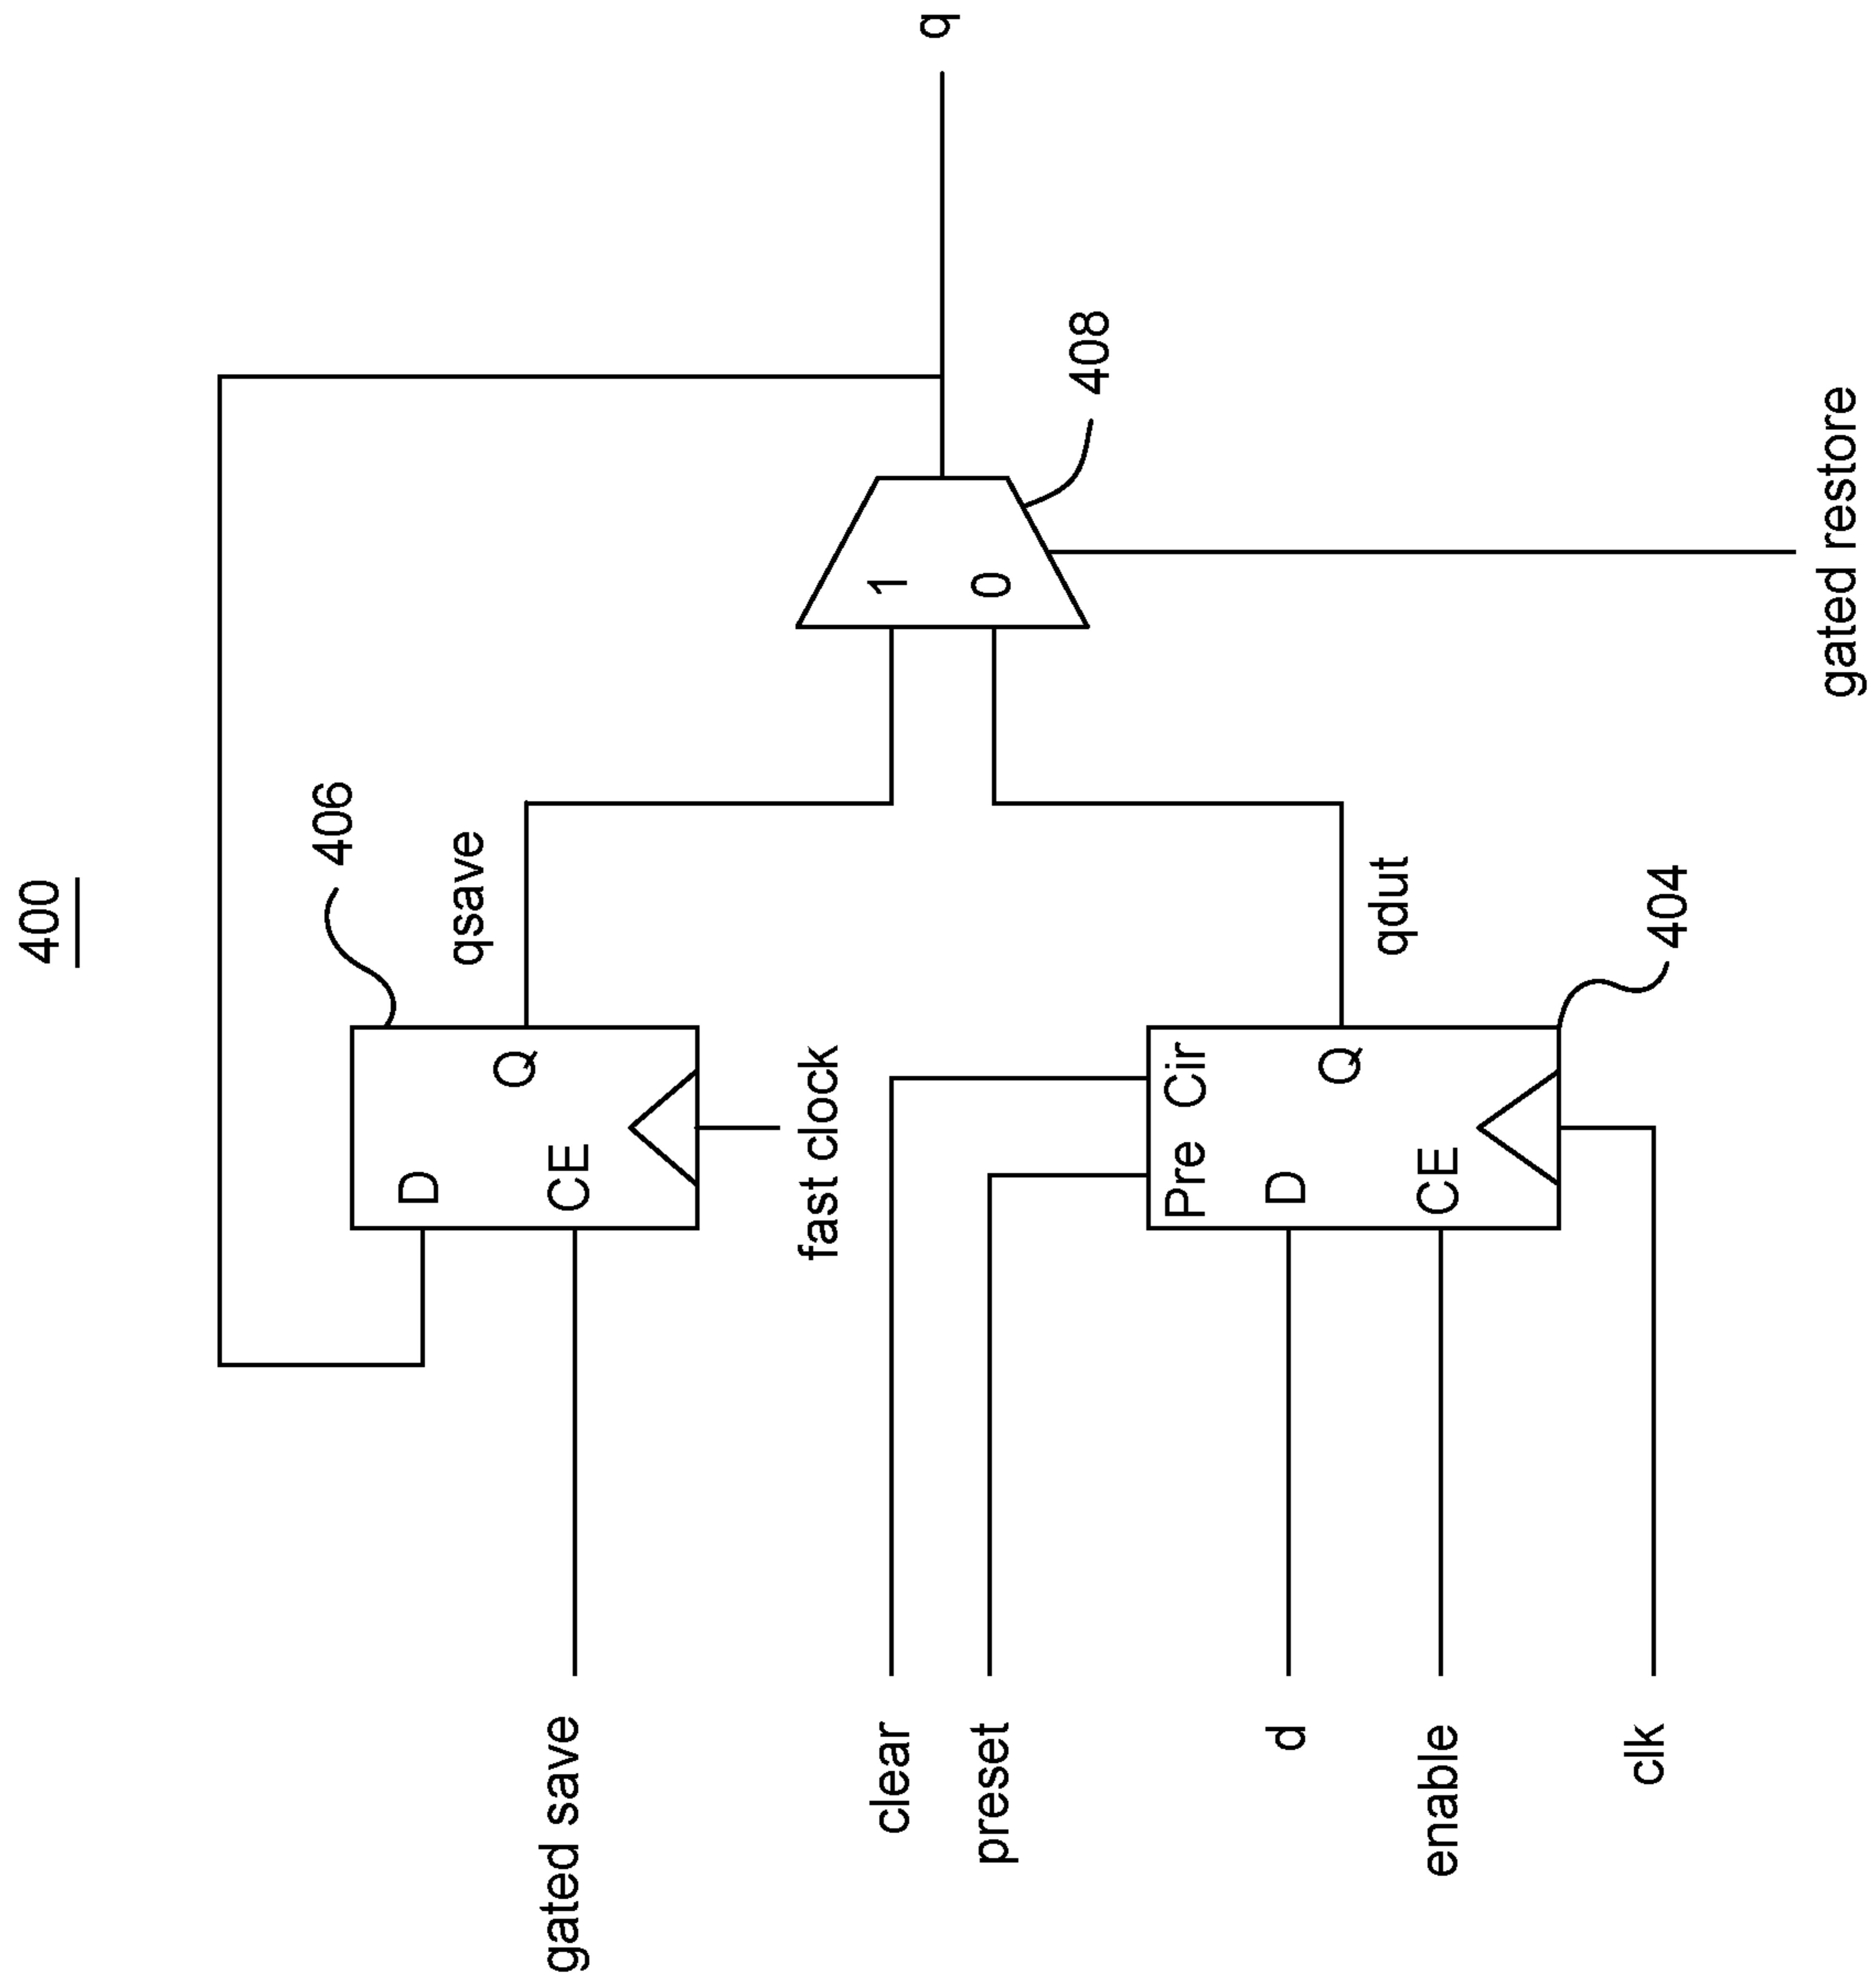 400
406
D
Q
CE
qsave
fast clock
gated save
1
0
q
408
gated restore
clear
preset
Pre Cir
D
Q
CE
qdut
404
d
enable
clk